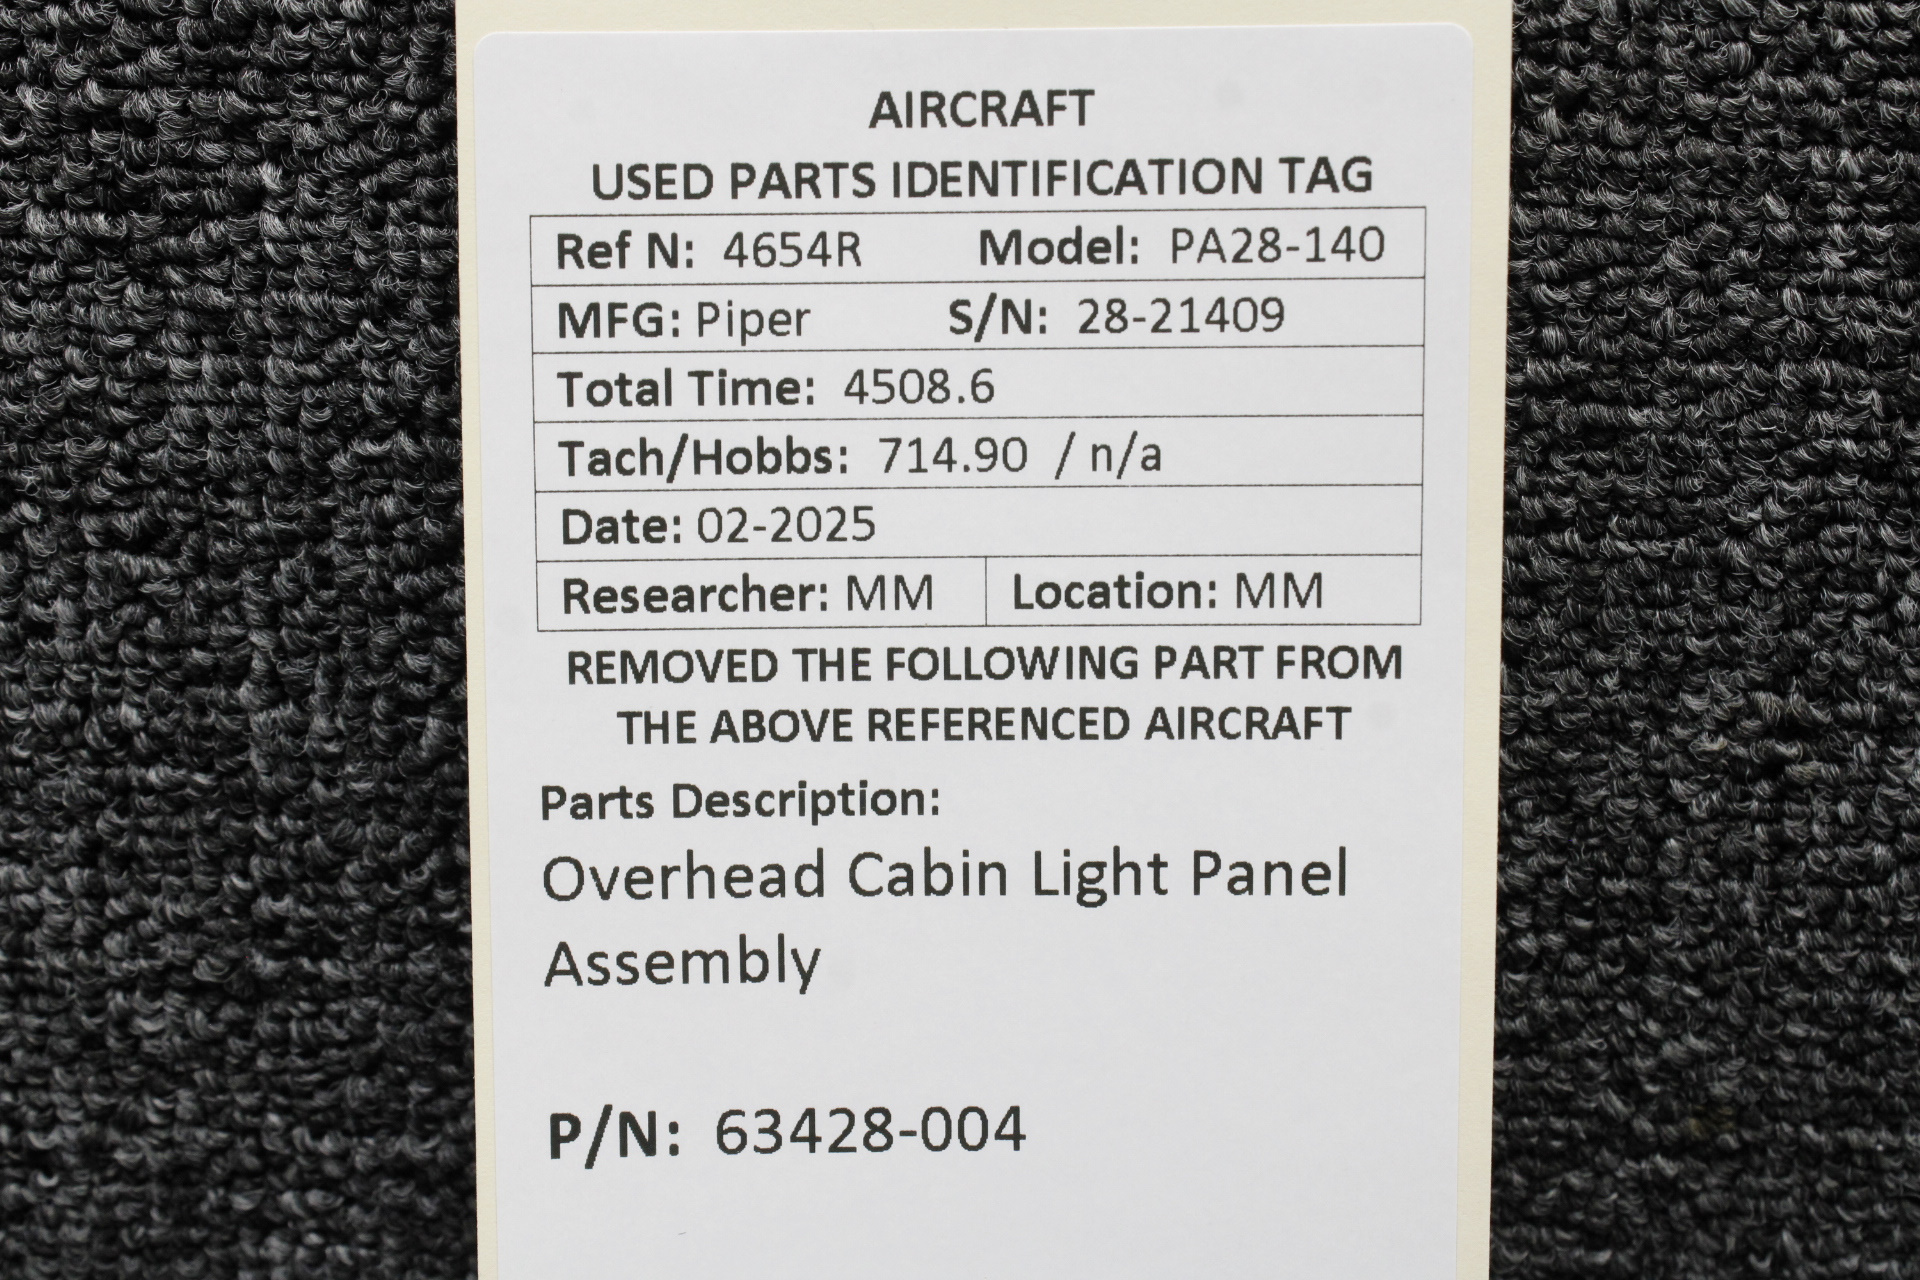 AIRCRAFT
USED PARTS IDENTIFICATION TAG
Ref N: 4654R Model: PA28-140
MFG: Piper S/N: 28-21409
Total Time: 4508.6
Tach/Hobbs: 714.90 / n/a
Date: 02-2025
Researcher: MM Location: MM
REMOVED THE FOLLOWING PART FROM
THE ABOVE REFERENCED AIRCRAFT
Parts Description:
Overhead Cabin Light Panel
Assembly
P/N: 63428-004